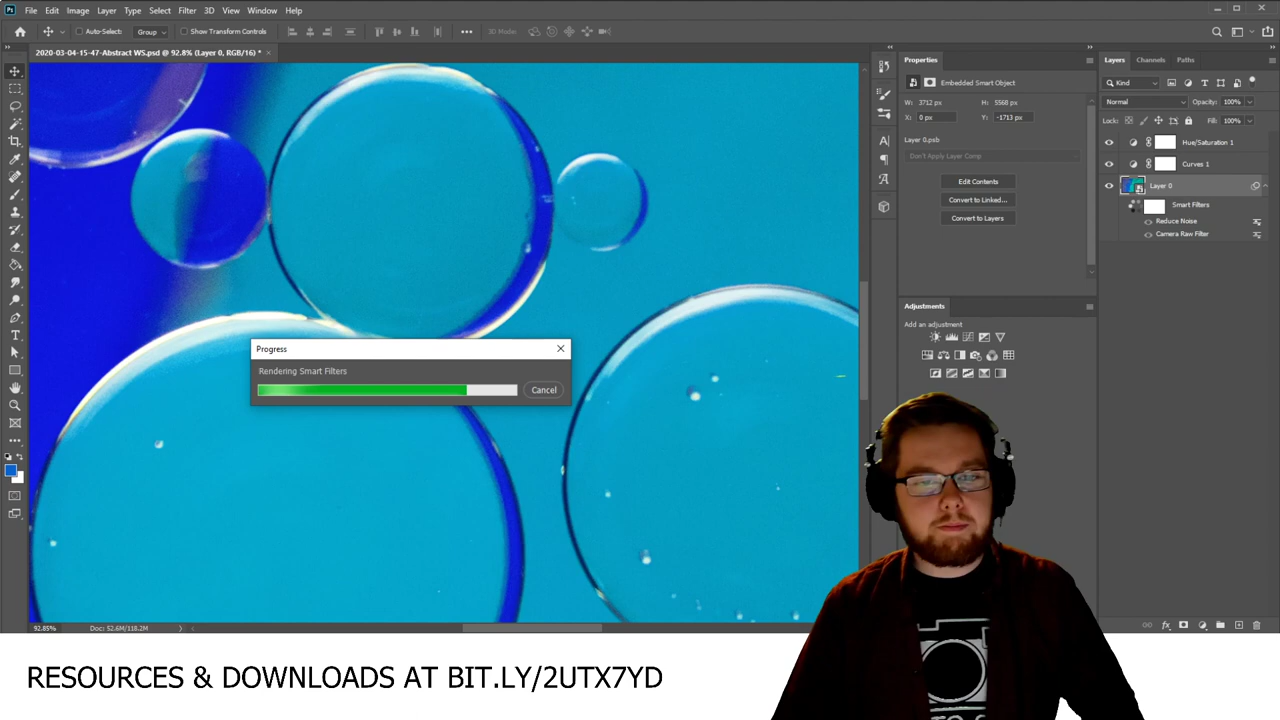 Ps File Edit Image Layer Type Select Filter 3D View Window Help
Auto-Select: Group Show Transform Controls 3D Mode:
2020-03-04-15-47-Abstract WS.psd @ 92.8% (Layer 0, RGB/16) *
Properties
Embedded Smart Object
W: 3712 px H: 5568 px
X: 0 px Y: -1713 px
Layer 0.psb
Don't Apply Layer Comp
Edit Contents
Convert to Linked...
Convert to Layers
Adjustments
Add an adjustment
Layers Channels Paths
Kind
Normal Opacity: 100%
Lock: Fill: 100%
Hue/Saturation 1
Curves 1
Layer 0
Smart Filters
Reduce Noise
Camera Raw Filter
Progress
Rendering Smart Filters
Cancel
92.85% Doc: 52.6M/118.2M
RESOURCES & DOWNLOADS AT BIT.LY/2UTX7YD